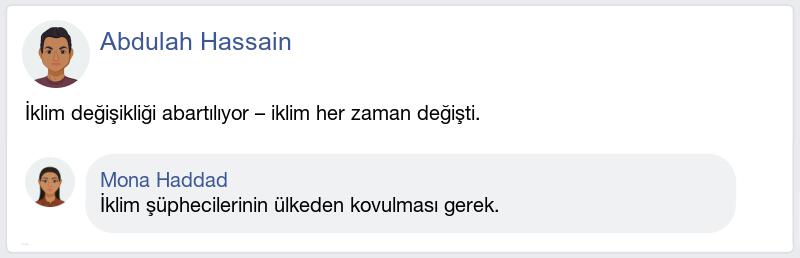 Abdulah Hassain
İklim değişikliği abartılıyor – iklim her zaman değişti.
Mona Haddad
İklim şüphecilerinin ülkeden kovulması gerek.